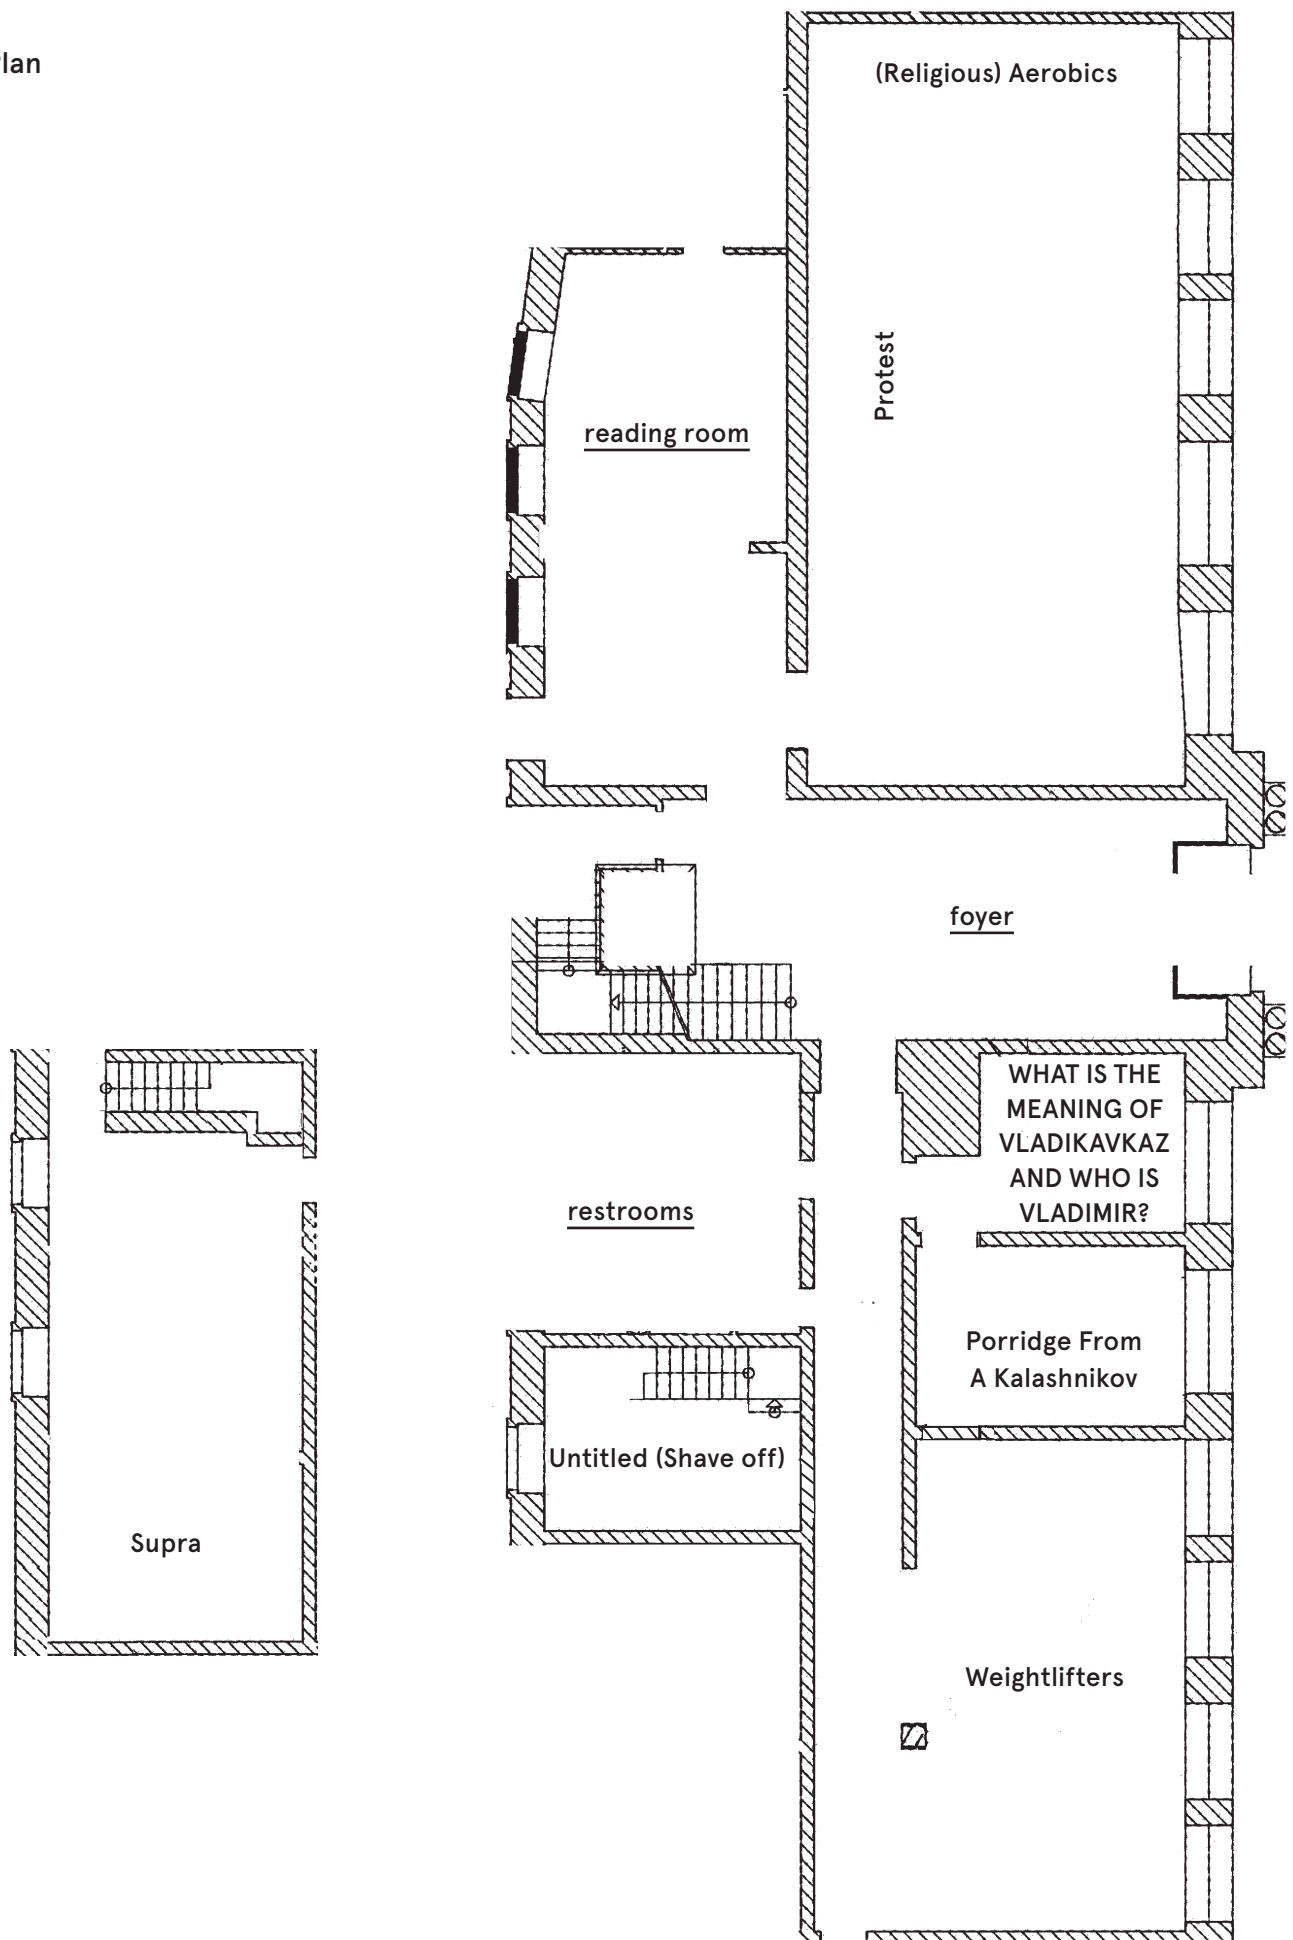 lan
(Religious) Aerobics
Protest
reading room
foyer
WHAT IS THE
MEANING OF
VLADIKAVKAZ
AND WHO IS
VLADIMIR?
restrooms
Porridge From
A Kalashnikov
Untitled (Shave off)
Supra
Weightlifters